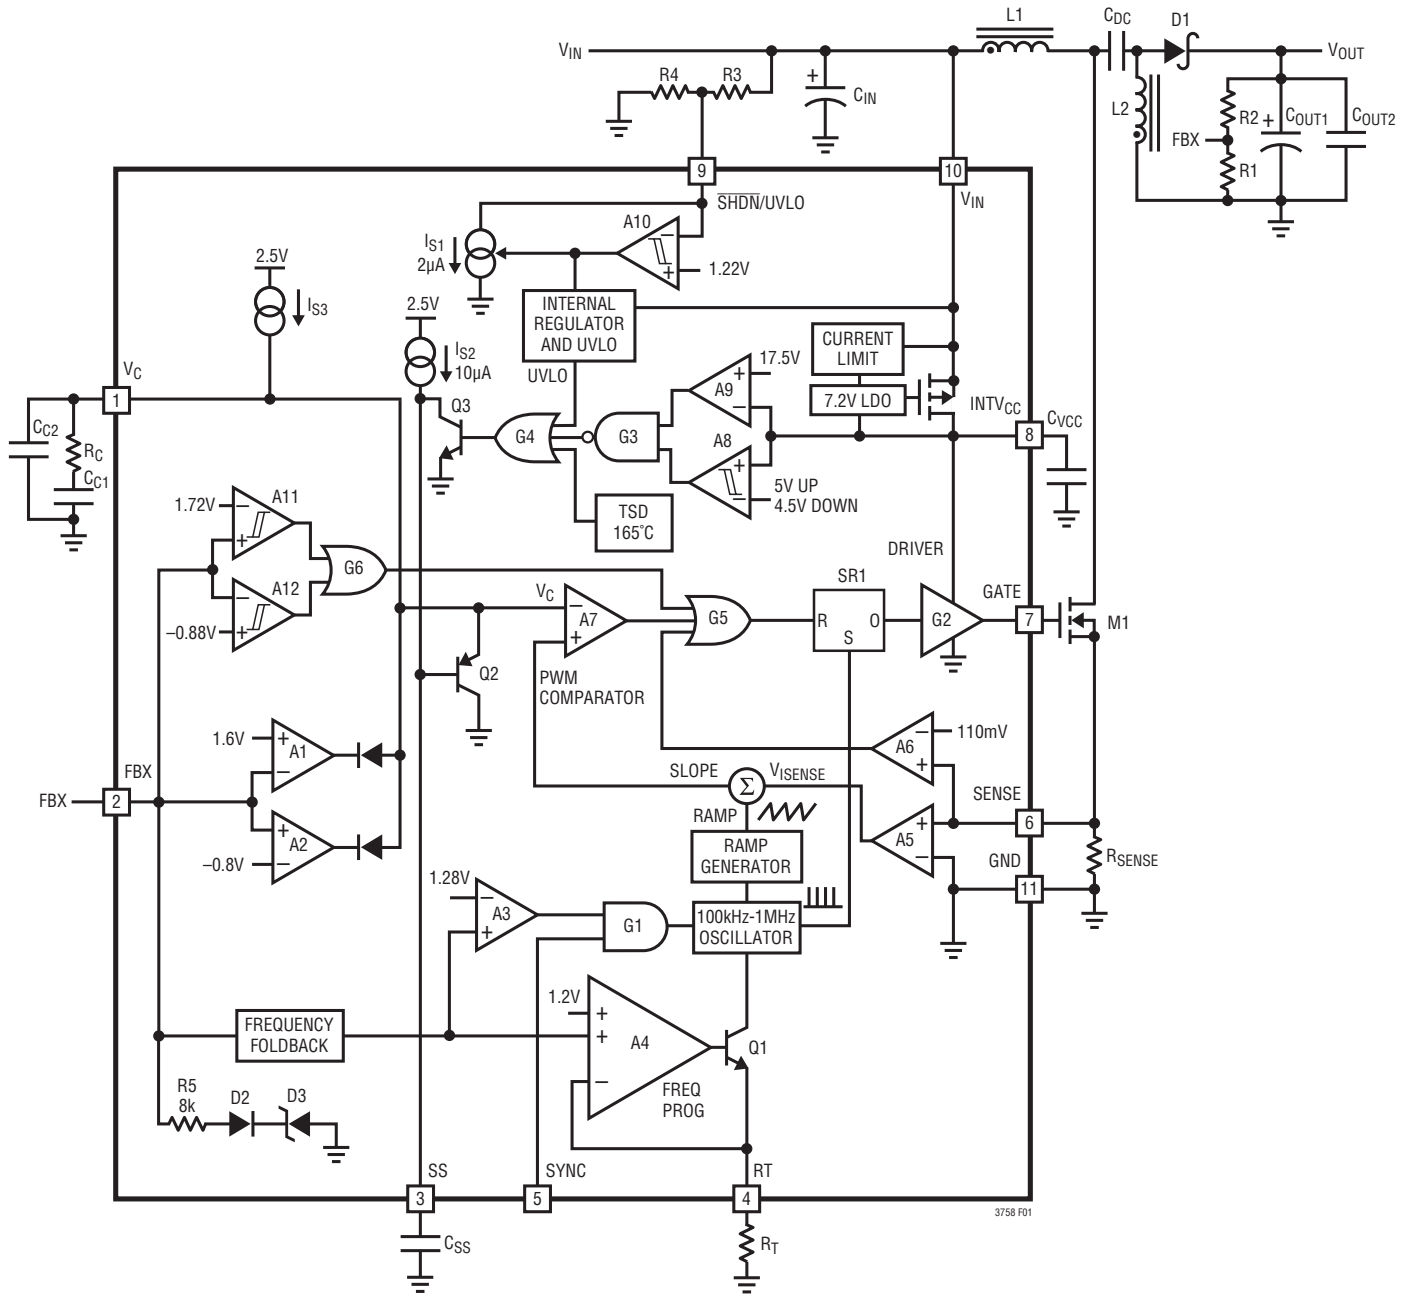 L1
CDC
D1
VIN
VOUT
R4
R3
+
CIN
L2
R2
+
COUT1
COUT2
FBX
R1
9
10
SHDN/UVLO
VIN
A10
−
+
1.22V
IS1
2µA
2.5V
IS3
2.5V
IS2
10µA
INTERNAL
REGULATOR
AND UVLO
UVLO
CURRENT
LIMIT
7.2V LDO
17.5V
A9
+
−
INTVCC
CVCC
VC
1
8
Q3
G4
G3
A8
+
−
5V UP
4.5V DOWN
CC2
RC
CC1
TSD
165˚C
1.72V
−
A11
+
G6
A12
−
−0.88V
+
DRIVER
SR1
GATE
VC
−
A7
+
G5
R
O
S
G2
7
M1
Q2
PWM
COMPARATOR
1.6V
+
A1
−
A6
−
110mV
+
FBX
FBX
2
SLOPE
Σ
VISENSE
SENSE
RAMP
6
+
A2
−0.8V
−
RAMP
GENERATOR
A5
+
−
GND
RSENSE
11
1.28V
−
A3
+
G1
100kHz-1MHz
OSCILLATOR
1.2V
+
+
A4
−
FREQUENCY
FOLDBACK
Q1
FREQ
PROG
R5
8k
D2
D3
SS
SYNC
RT
3
5
4
3758 F01
CSS
RT